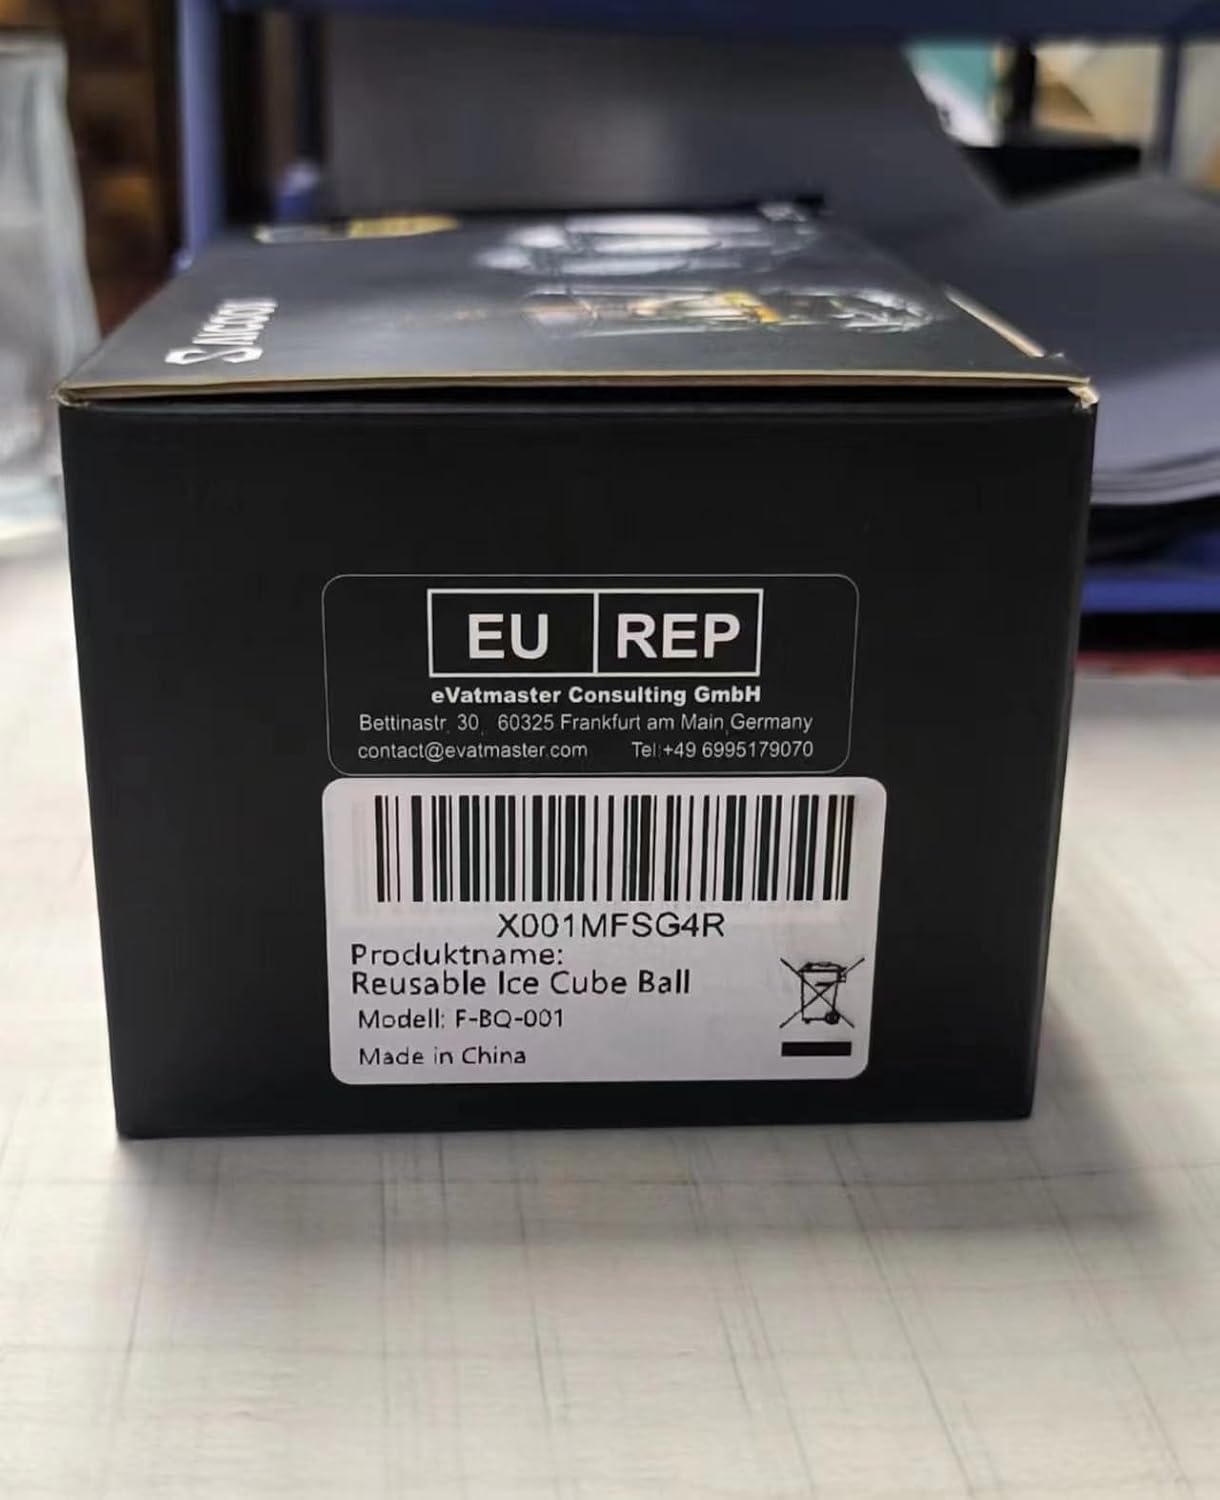 EU REP
eVatmaster Consulting GmbH
Bettinastr. 30, 60325 Frankfurt am Main,Germany
contact@evatmaster.com Tel:+49 6995179070
X001MFSG4R
Produktname:
Reusable Ice Cube Ball
Modell: F-BQ-001
Made in China